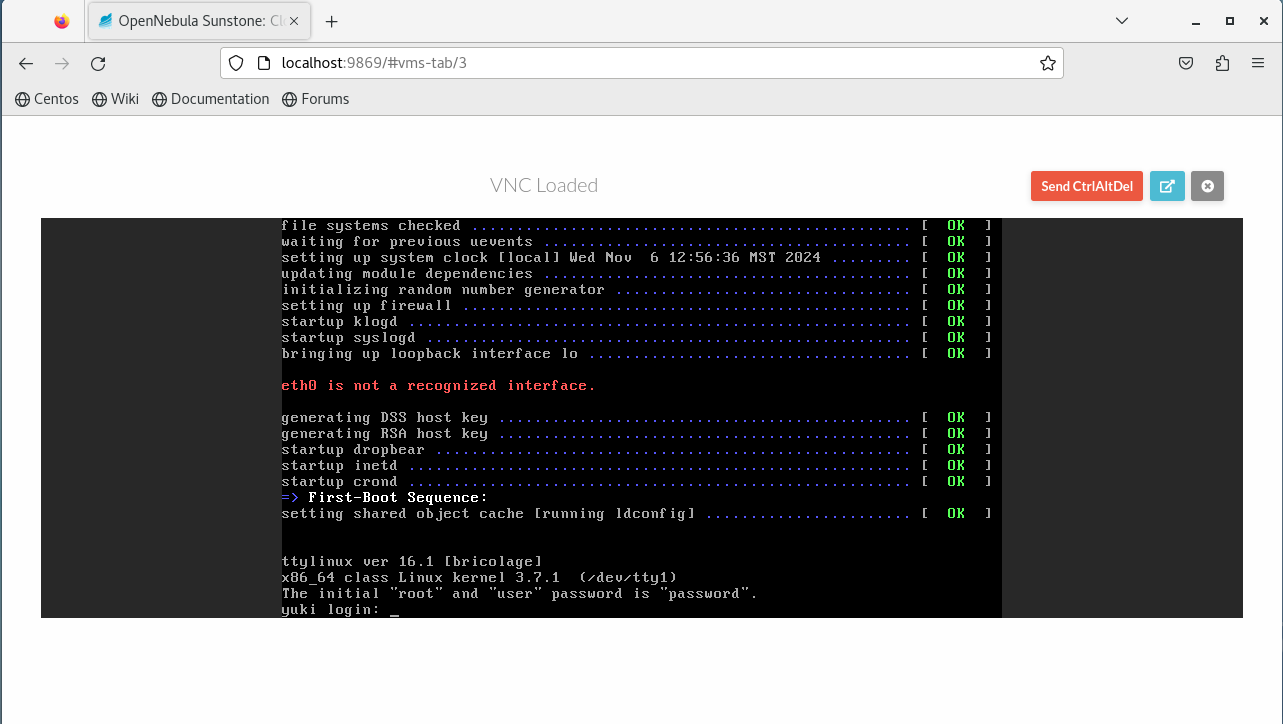 OpenNebula Sunstone: Cl
localhost:9869/#vms-tab/3
Centos Wiki Documentation Forums
VNC Loaded
Send CtrlAltDel
file systems checked ................................................. [ OK ]
waiting for previous uevents ......................................... [ OK ]
setting up system clock [local] Wed Nov  6 12:56:36 MST 2024 ......... [ OK ]
updating module dependencies ......................................... [ OK ]
initializing random number generator ................................. [ OK ]
setting up firewall .................................................. [ OK ]
startup klogd ........................................................ [ OK ]
startup syslogd ...................................................... [ OK ]
bringing up loopback interface lo .................................... [ OK ]
eth0 is not a recognized interface.
generating DSS host key .............................................. [ OK ]
generating RSA host key .............................................. [ OK ]
startup dropbear ..................................................... [ OK ]
startup inetd ........................................................ [ OK ]
startup crond ........................................................ [ OK ]
=> First-Boot Sequence:
setting shared object cache [running ldconfig] ....................... [ OK ]
ttylinux ver 16.1 [bricolage]
x86_64 class Linux kernel 3.7.1  (/dev/tty1)
The initial "root" and "user" password is "password".
yuki login: _